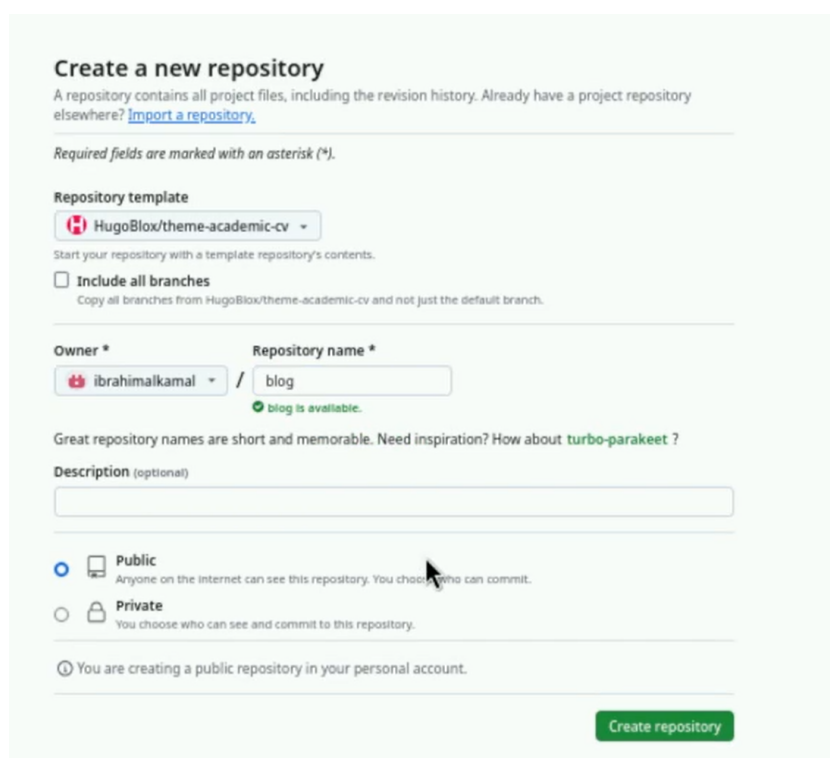 Create a new repository
A repository contains all project files, including the revision history. Already have a project repository
elsewhere? Import a repository.
Required fields are marked with an asterisk (*).
Repository template
HugoBlox/theme-academic-cv
Start your repository with a template repository's contents.
Include all branches
Copy all branches from HugoBlox/theme-academic-cv and not just the default branch.
Owner * Repository name *
ibrahimalkamal / blog
blog is available.
Great repository names are short and memorable. Need inspiration? How about turbo-parakeet ?
Description (optional)
Public
Anyone on the internet can see this repository. You choose who can commit.
Private
You choose who can see and commit to this repository.
You are creating a public repository in your personal account.
Create repository